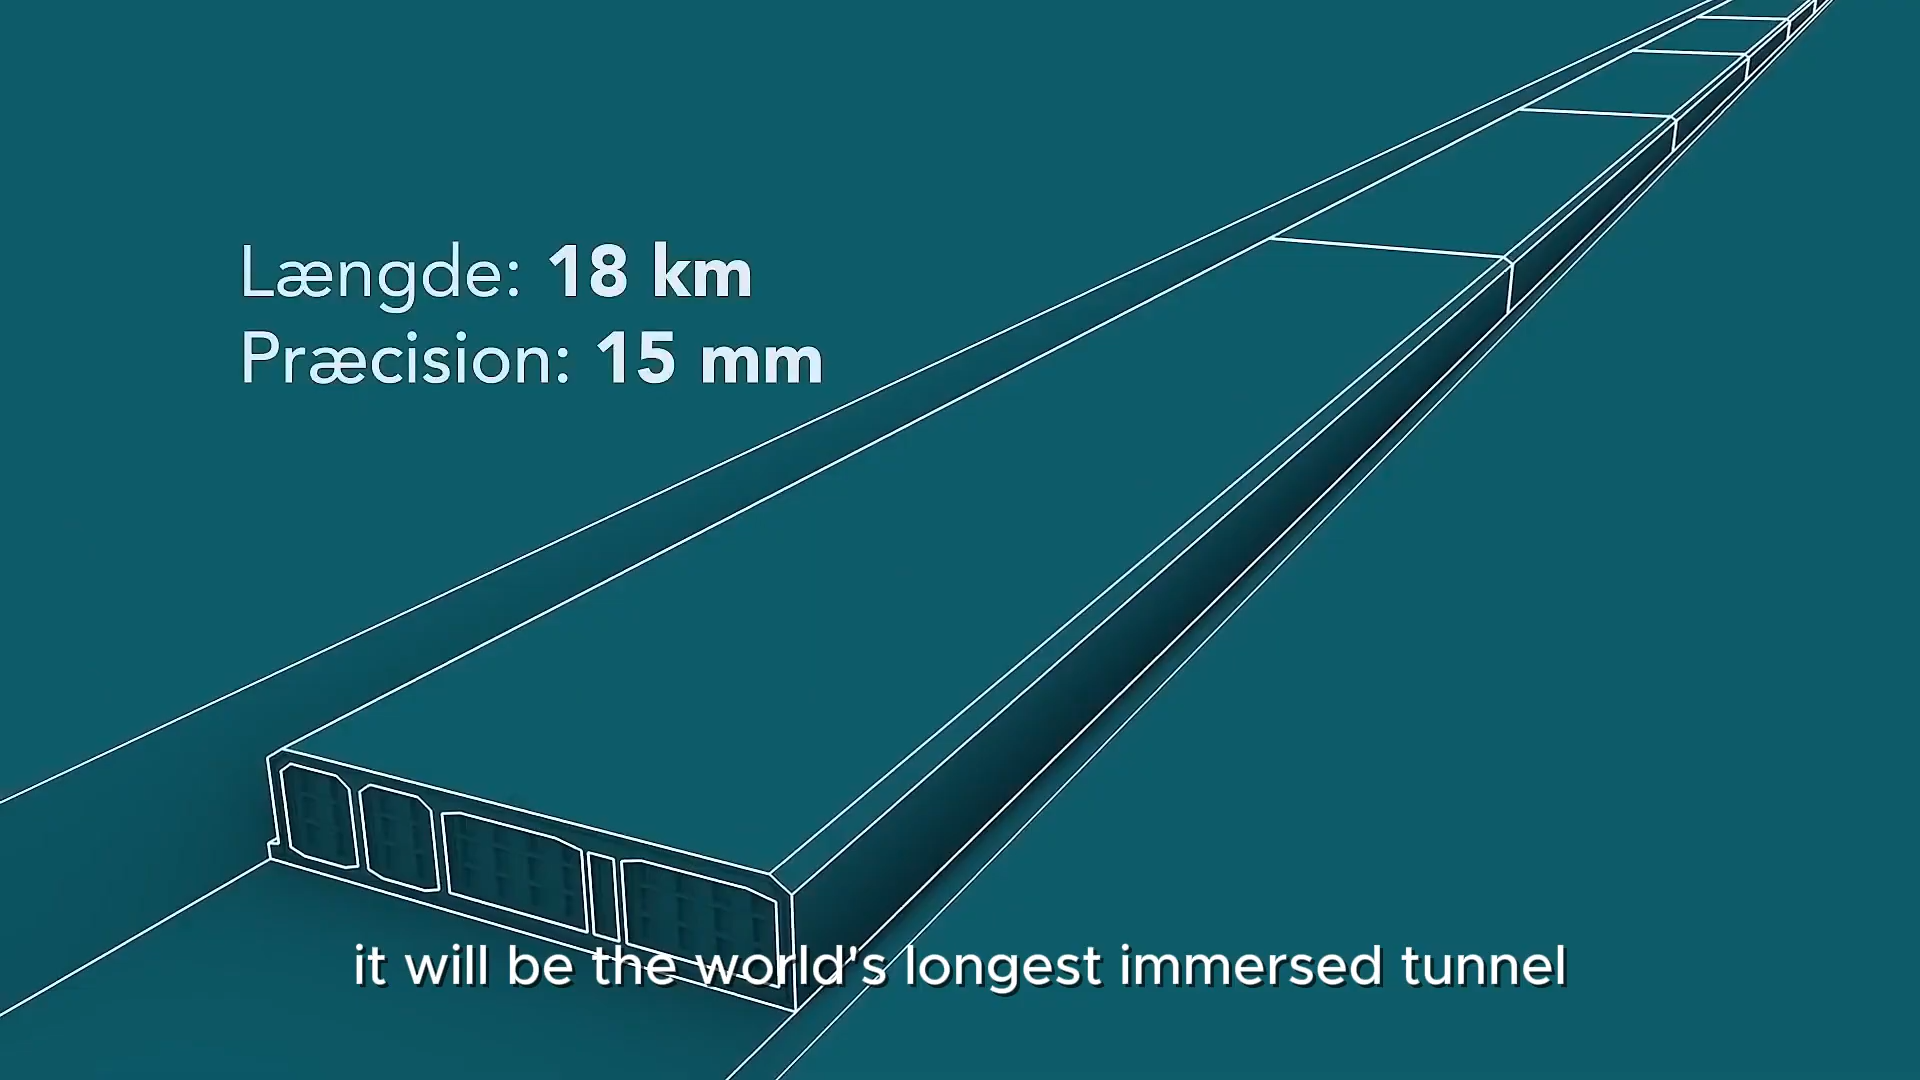 Længde: 18 km
Præcision: 15 mm
it will be the world's longest immersed tunnel